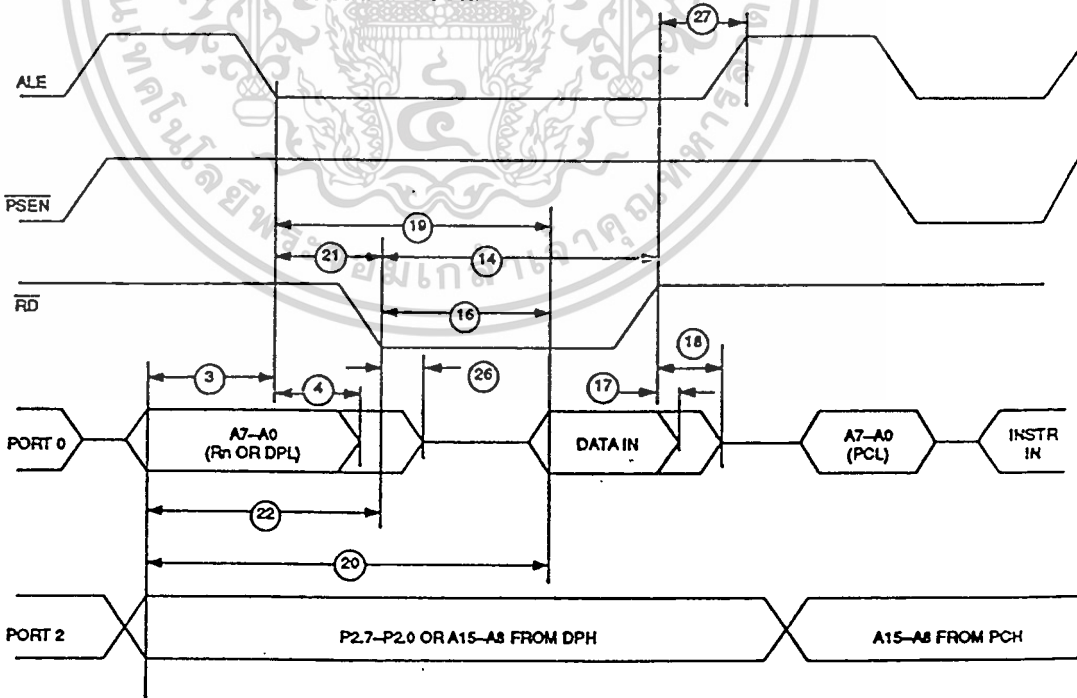 27
ALE
PSEN
19
21
14
RD
16
18
3
4
26
17
PORT 0
A7–A0
(Rn OR DPL)
DATA IN
A7–A0
(PCL)
INSTR
IN
22
20
PORT 2
P2.7–P2.0 OR A15–A8 FROM DPH
A15–A8 FROM PCH